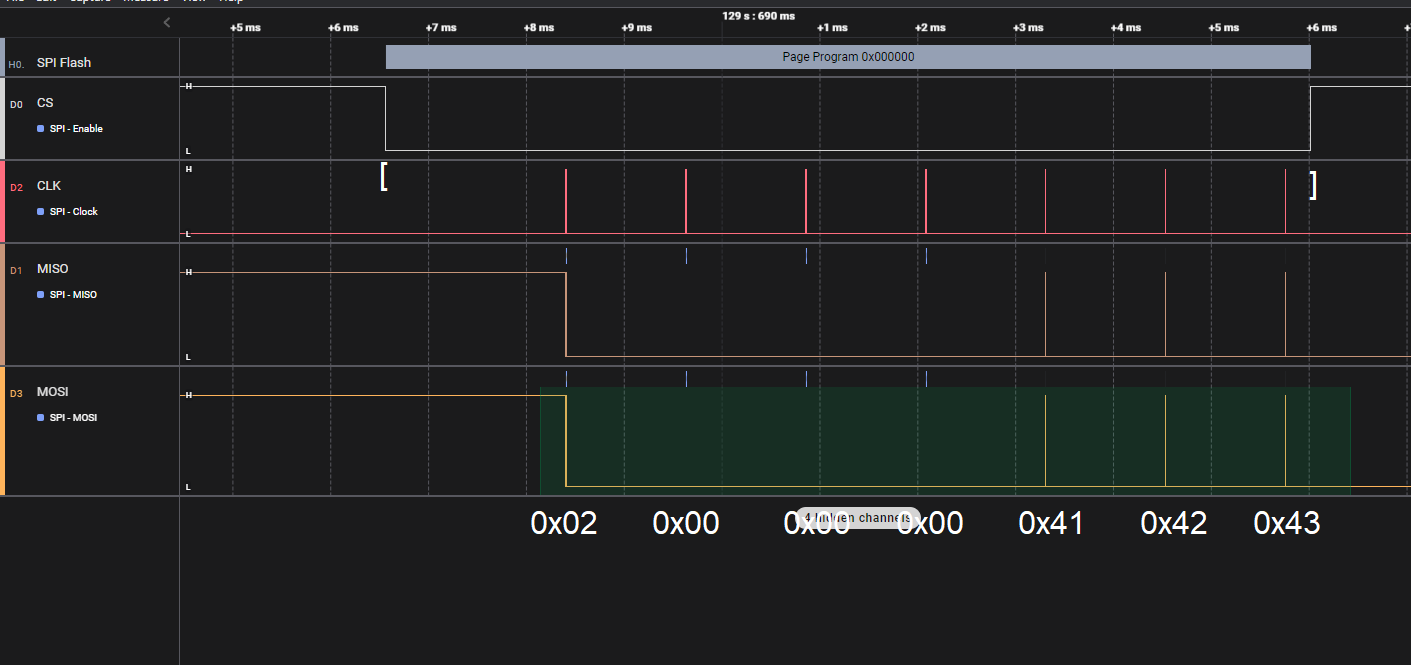 129 s : 690 ms
+5 ms +6 ms +7 ms +8 ms +9 ms +1 ms +2 ms +3 ms +4 ms +5 ms +6 ms
H0. SPI Flash
Page Program 0x000000
D0 CS
SPI - Enable
H
L
D2 CLK
SPI - Clock
H
L
[ ]
D1 MISO
SPI - MISO
H
L
D3 MOSI
SPI - MOSI
H
L
4 hidden channels
0x02 0x00 0x00 0x00 0x41 0x42 0x43